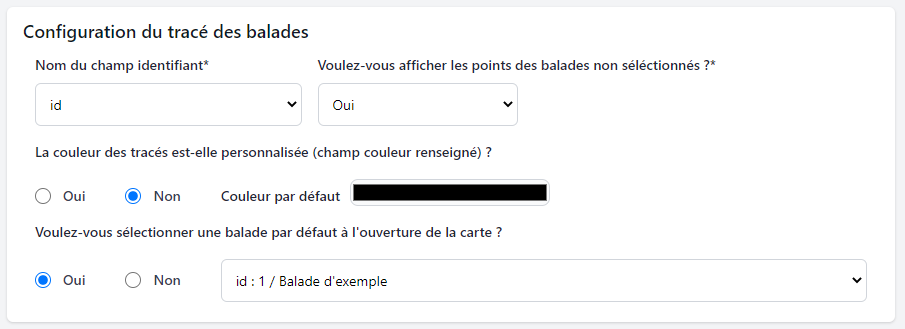 Configuration du tracé des balades
Nom du champ identifiant*
Voulez-vous afficher les points des balades non séléctionnés ?*
id
Oui
La couleur des tracés est-elle personnalisée (champ couleur renseigné) ?
Oui Non Couleur par défaut
Voulez-vous sélectionner une balade par défaut à l'ouverture de la carte ?
Oui Non id : 1 / Balade d'exemple